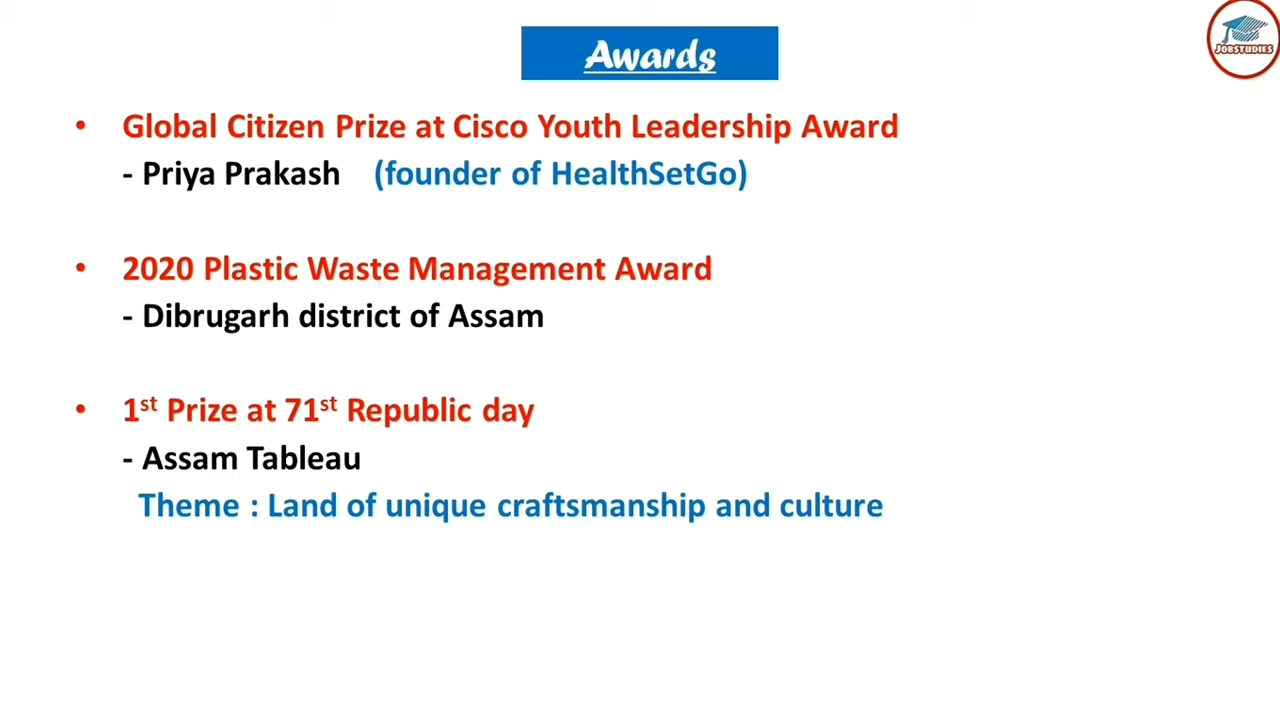 Awards
JOBSTUDIES
• Global Citizen Prize at Cisco Youth Leadership Award
- Priya Prakash (founder of HealthSetGo)
• 2020 Plastic Waste Management Award
- Dibrugarh district of Assam
• 1st Prize at 71st Republic day
- Assam Tableau
Theme : Land of unique craftsmanship and culture